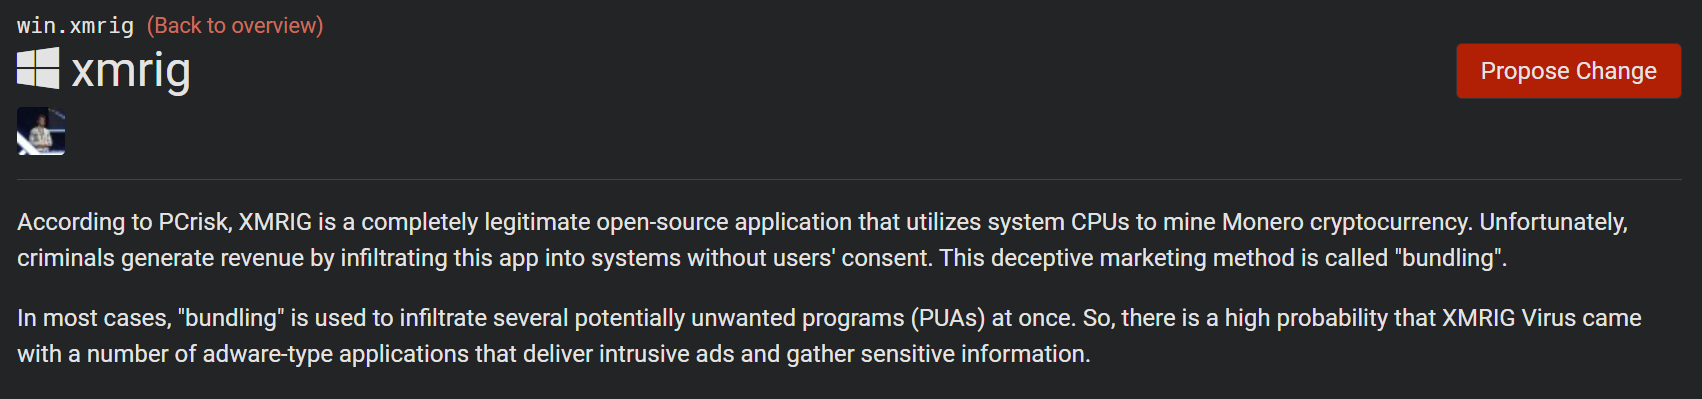 win.xmrig (Back to overview)
xmrig
Propose Change
According to PCrisk, XMRIG is a completely legitimate open-source application that utilizes system CPUs to mine Monero cryptocurrency. Unfortunately,
criminals generate revenue by infiltrating this app into systems without users' consent. This deceptive marketing method is called "bundling".
In most cases, "bundling" is used to infiltrate several potentially unwanted programs (PUAs) at once. So, there is a high probability that XMRIG Virus came
with a number of adware-type applications that deliver intrusive ads and gather sensitive information.